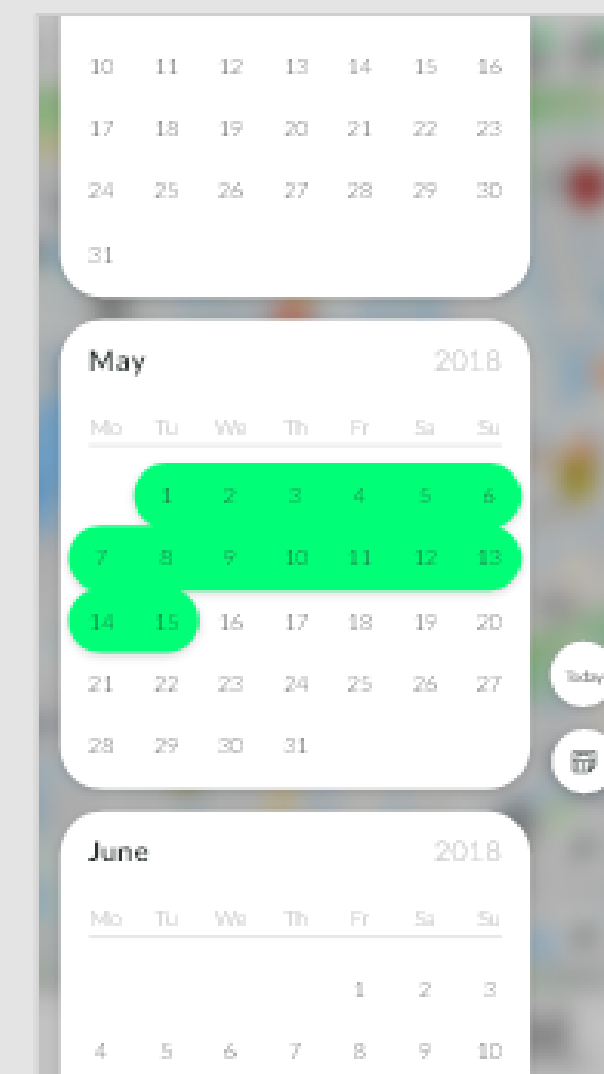 10 11 12 13 14 15 16
17 18 19 20 21 22 23
24 25 26 27 28 29 30
31
May 2018
Mo Tu We Th Fr Sa Su
1 2 3 4 5 6
7 8 9 10 11 12 13
14 15 16 17 18 19 20
21 22 23 24 25 26 27
Today
28 29 30 31
June 2018
Mo Tu We Th Fr Sa Su
1 2 3
4 5 6 7 8 9 10